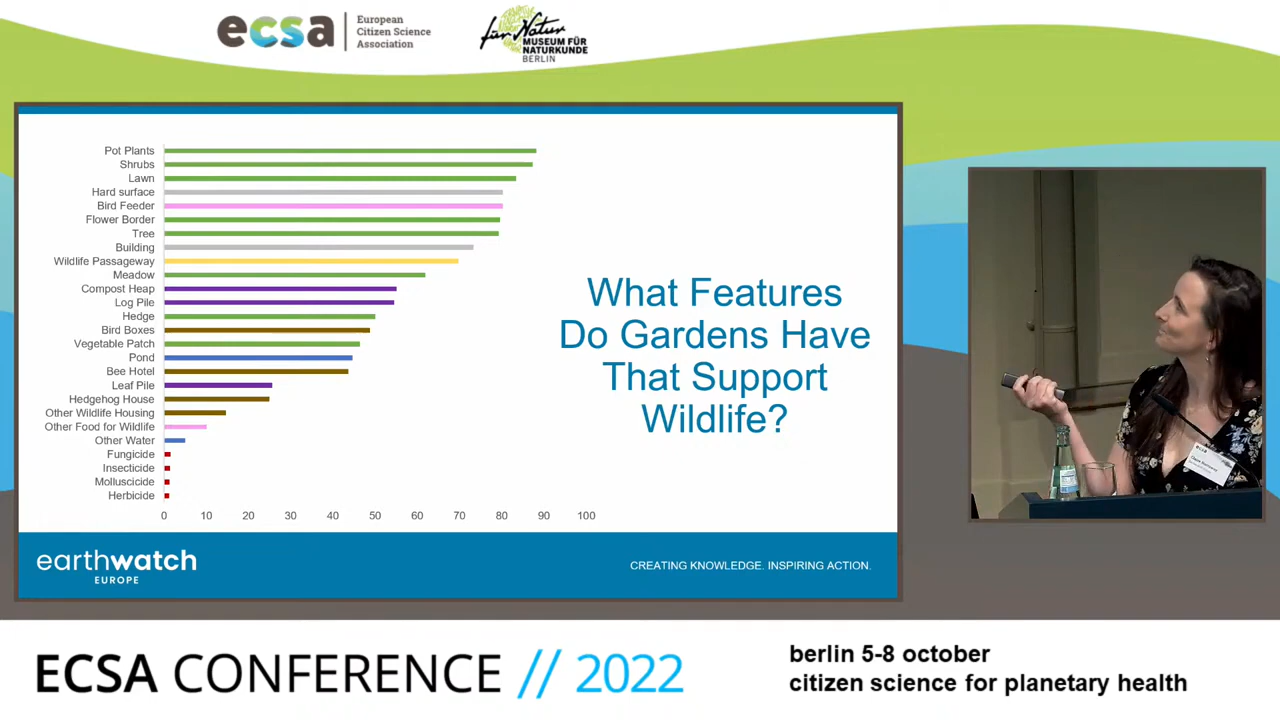 ecsa
European
Citizen Science
Association
für Natur
MUSEUM FÜR
NATURKUNDE
BERLIN
Pot Plants
Shrubs
Lawn
Hard surface
Bird Feeder
Flower Border
Tree
Building
Wildlife Passageway
Meadow
Compost Heap
Log Pile
Hedge
Bird Boxes
Vegetable Patch
Pond
Bee Hotel
Leaf Pile
Hedgehog House
Other Wildlife Housing
Other Food for Wildlife
Other Water
Fungicide
Insecticide
Molluscicide
Herbicide
0 10 20 30 40 50 60 70 80 90 100
What Features
Do Gardens Have
That Support
Wildlife?
earthwatch
EUROPE
CREATING KNOWLEDGE. INSPIRING ACTION.
ecsa
ECSA CONFERENCE // 2022
berlin 5-8 october
citizen science for planetary health